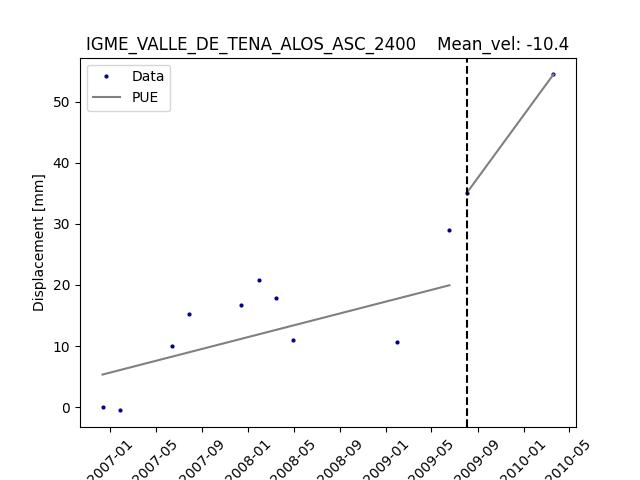 IGME_VALLE_DE_TENA_ALOS_ASC_2400    Mean_vel: -10.4
Data
PUE
50
40
30
20
10
0
Displacement [mm]
2007-01 2007-05 2007-09 2008-01 2008-05 2008-09 2009-01 2009-05 2009-09 2010-01 2010-05